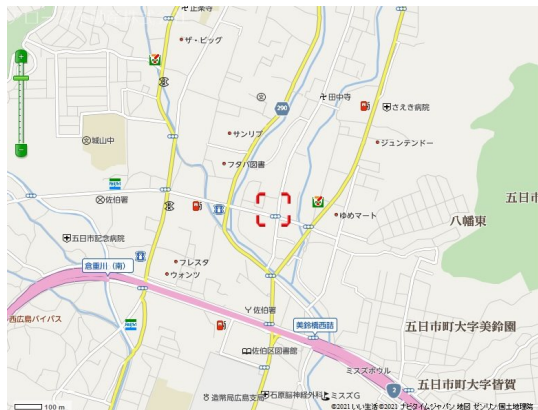 正楽寺
ザ・ビッグ
290
田中寺
さえき病院
サンリブ
ジュンテンドー
城山中
フタバ図書
五日市
佐伯署
ゆめマート
八幡東
五日市記念病院
フレスタ
倉重川(南)
ウォンツ
西広島バイパス
佐伯署
美鈴橋西詰
五日市町大字美鈴園
佐伯区図書館
ミスズボウル
2
五日市町大字皆賀
造幣局広島支局
石原脳神経外科
ミスズG
100 m
©2021 いい生活 ©2021 ナビタイムジャパン 地図 ゼンリン 国土地理院